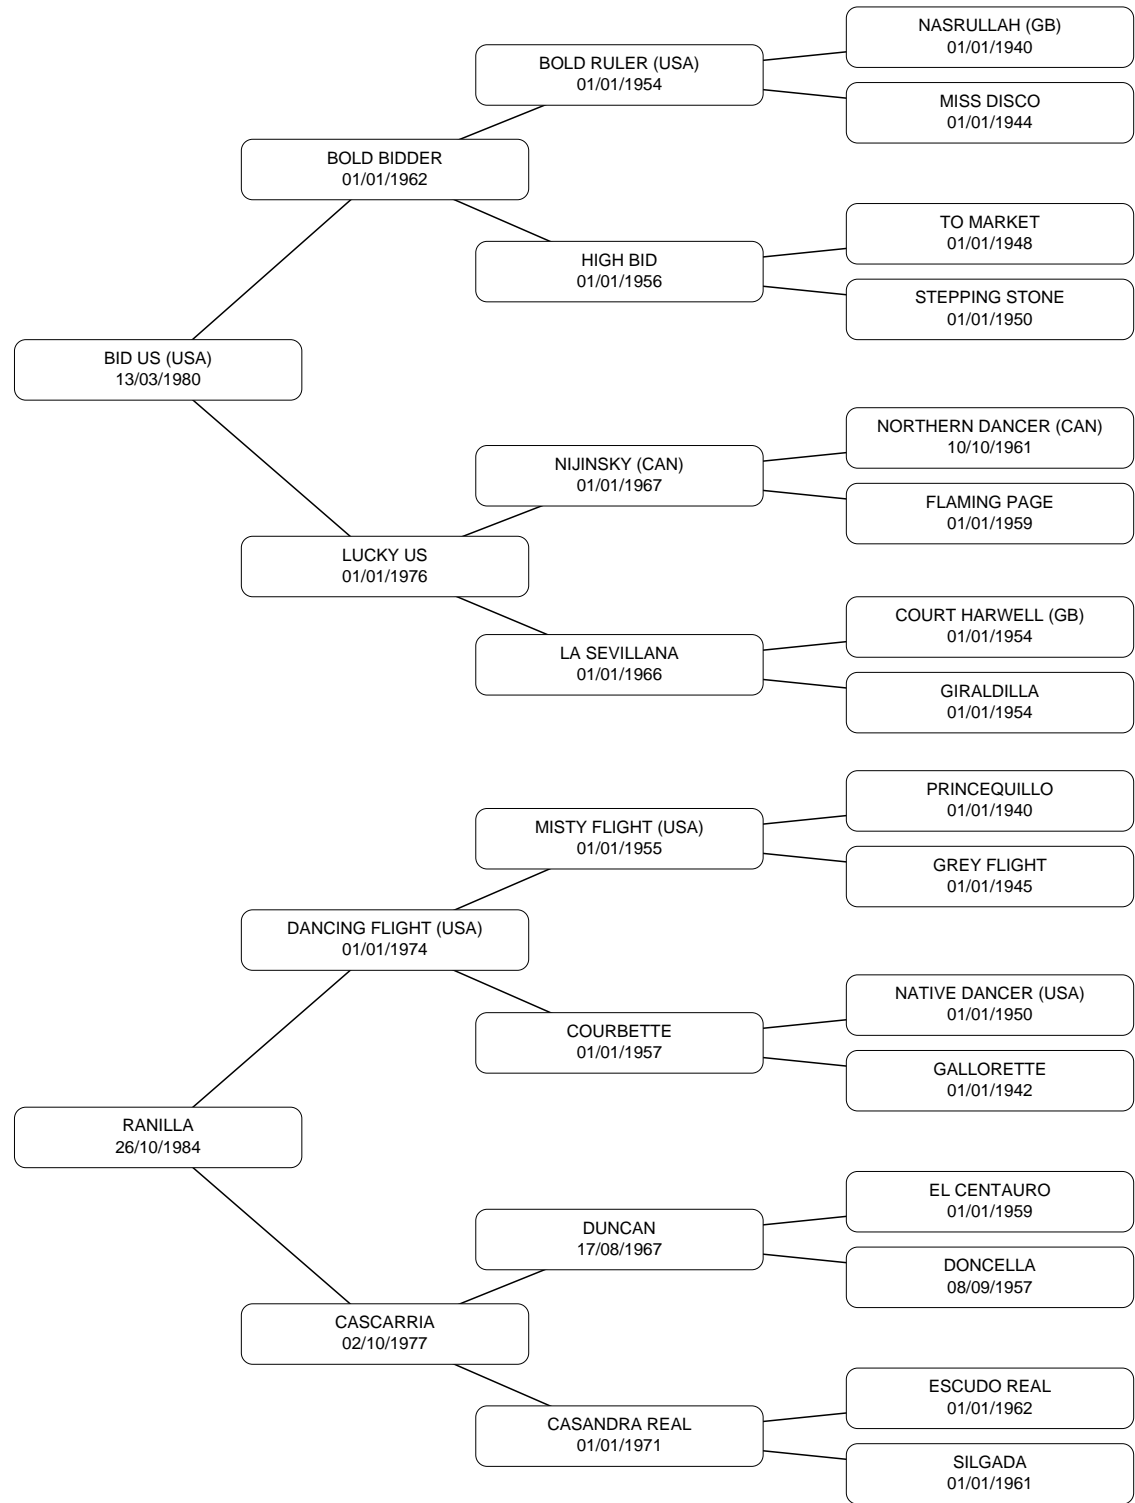 NASRULLAH (GB)
01/01/1940
BOLD RULER (USA)
01/01/1954
MISS DISCO
01/01/1944
BOLD BIDDER
01/01/1962
TO MARKET
01/01/1948
HIGH BID
01/01/1956
STEPPING STONE
01/01/1950
BID US (USA)
13/03/1980
NORTHERN DANCER (CAN)
10/10/1961
NIJINSKY (CAN)
01/01/1967
FLAMING PAGE
01/01/1959
LUCKY US
01/01/1976
COURT HARWELL (GB)
01/01/1954
LA SEVILLANA
01/01/1966
GIRALDILLA
01/01/1954
PRINCEQUILLO
01/01/1940
MISTY FLIGHT (USA)
01/01/1955
GREY FLIGHT
01/01/1945
DANCING FLIGHT (USA)
01/01/1974
NATIVE DANCER (USA)
01/01/1950
COURBETTE
01/01/1957
GALLORETTE
01/01/1942
RANILLA
26/10/1984
EL CENTAURO
01/01/1959
DUNCAN
17/08/1967
DONCELLA
08/09/1957
CASCARRIA
02/10/1977
ESCUDO REAL
01/01/1962
CASANDRA REAL
01/01/1971
SILGADA
01/01/1961